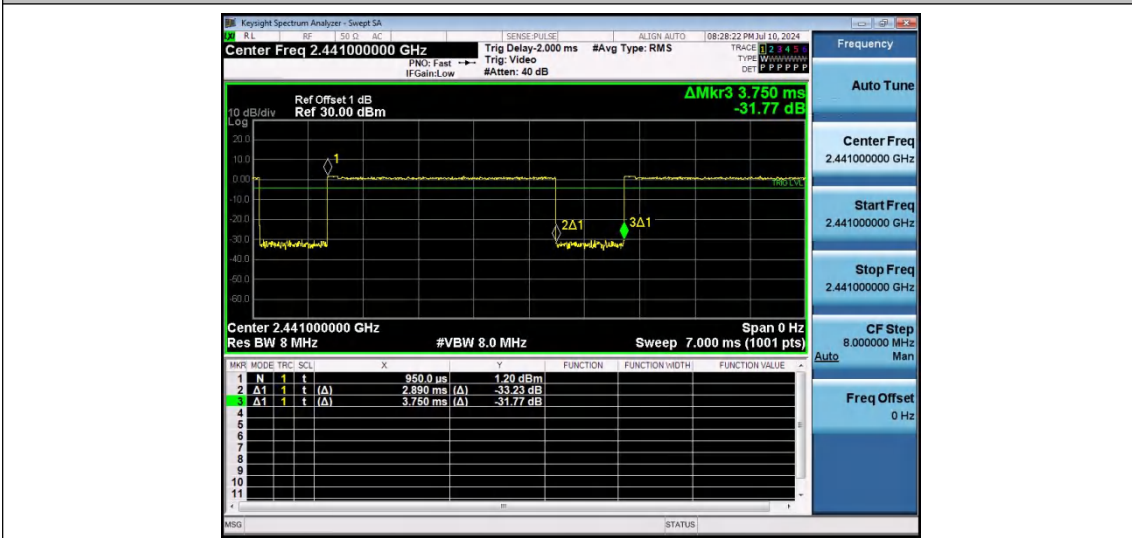 Keysight Spectrum Analyzer - Swept SA
LXI RL RF 50 Ω AC SENSE:PULSE ALIGN AUTO 08:28:22 PM Jul 10, 2024
Center Freq 2.441000000 GHz Trig Delay-2.000 ms #Avg Type: RMS TRACE 1 2 3 4 5 6
PNO: Fast Trig: Video TYPE WWWWWW
IFGain:Low #Atten: 40 dB DET P P P P P P
Frequency
Auto Tune
ΔMkr3 3.750 ms
-31.77 dB
Ref Offset 1 dB
10 dB/div Ref 30.00 dBm
Log
20.0
10.0
0.00
-10.0
-20.0
-30.0
-40.0
-50.0
-60.0
1
TRIG LVL
2Δ1
3Δ1
Center Freq
2.441000000 GHz
Start Freq
2.441000000 GHz
Stop Freq
2.441000000 GHz
Center 2.441000000 GHz Span 0 Hz
Res BW 8 MHz #VBW 8.0 MHz Sweep 7.000 ms (1001 pts)
CF Step
8.000000 MHz
Auto Man
Freq Offset
0 Hz
MKR MODE TRC SCL X Y FUNCTION FUNCTION WIDTH FUNCTION VALUE
1 N 1 t 950.0 µs 1.20 dBm
2 Δ1 1 t (Δ) 2.890 ms (Δ) -33.23 dB
3 Δ1 1 t (Δ) 3.750 ms (Δ) -31.77 dB
4
5
6
7
8
9
10
11
MSG STATUS